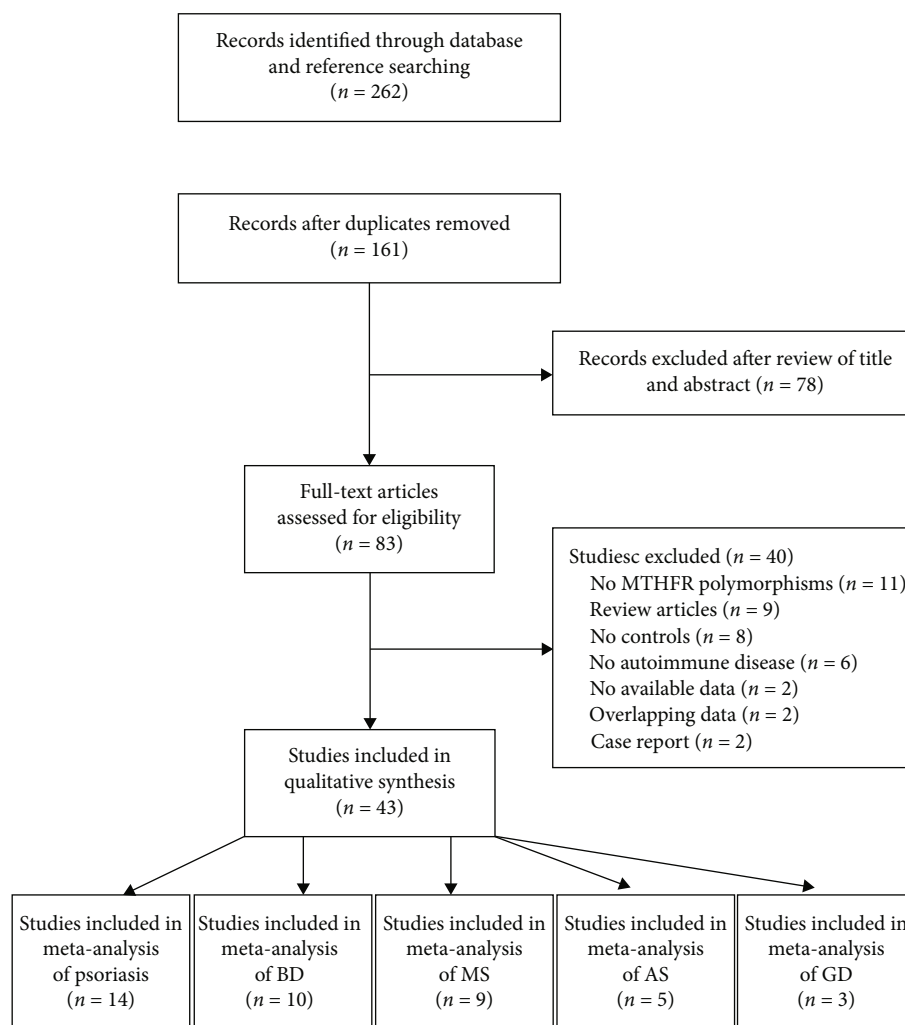 Records identified through database
and reference searching
(n = 262)
Records after duplicates removed
(n = 161)
Records excluded after review of title
and abstract (n = 78)
Full-text articles
assessed for eligibility
(n = 83)
Studiesc excluded (n = 40)
No MTHFR polymorphisms (n = 11)
Review articles (n = 9)
No controls (n = 8)
No autoimmune disease (n = 6)
No available data (n = 2)
Overlapping data (n = 2)
Case report (n = 2)
Studies included in
qualitative synthesis
(n = 43)
Studies included in
meta-analysis
of psoriasis
(n = 14)
Studies included in
meta-analysis
of BD
(n = 10)
Studies included in
meta-analysis
of MS
(n = 9)
Studies included in
meta-analysis
of AS
(n = 5)
Studies included in
meta-analysis
of GD
(n = 3)